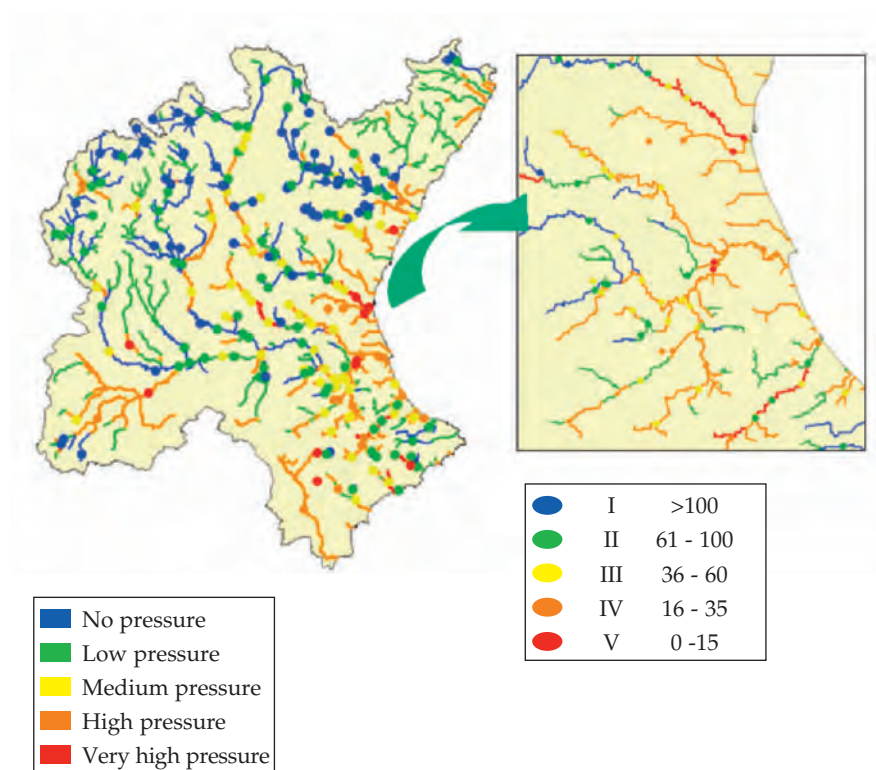 I >100
II 61 - 100
III 36 - 60
IV 16 - 35
V 0 -15
No pressure
Low pressure
Medium pressure
High pressure
Very high pressure